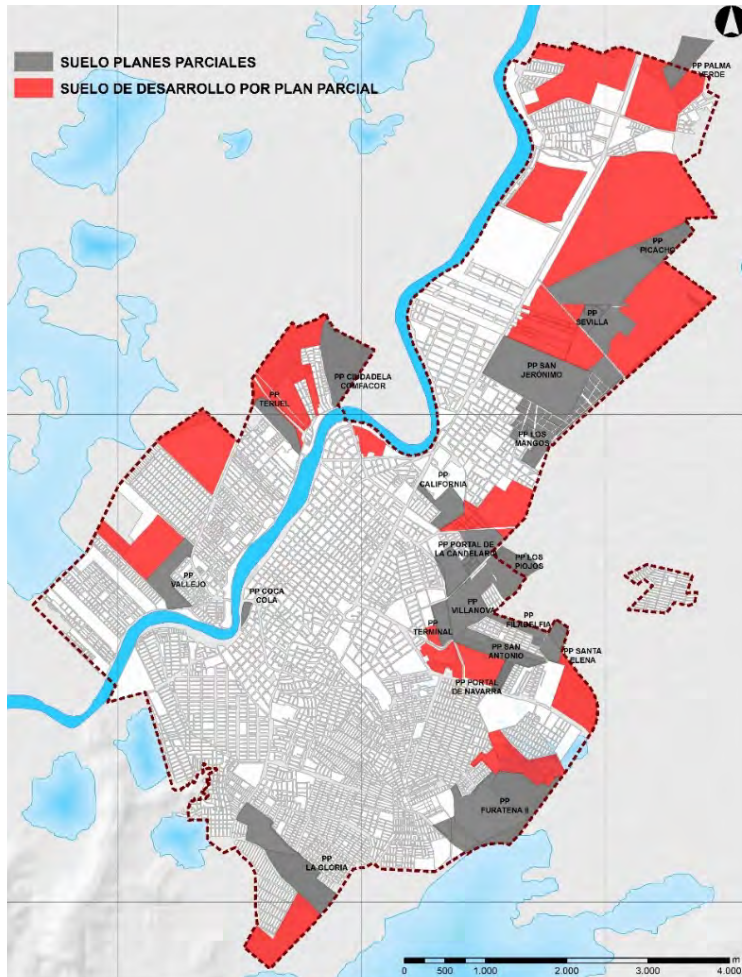 SUELO PLANES PARCIALES
SUELO DE DESARROLLO POR PLAN PARCIAL
PP PALMA
VERDE
PP
PICACHO
PP
SEVILLA
PP SAN
JERÓNIMO
PP CIUDADELA
COMFACOR
PP
TERUEL
PP LOS
MANGOS
PP
CALIFORNIA
PP PORTAL DE
LA CANDELARIA
PP LOS
PIOJOS
PP
VALLEJO
PP COCA
COLA
PP
VILLANOVA
PP
FILADELFIA
PP
TERMINAL
PP SAN
ANTONIO
PP SANTA
ELENA
PP PORTAL
DE NAVARRA
PP
FURATENA II
PP
LA GLORIA
m
0 500 1.000 2.000 3.000 4.000